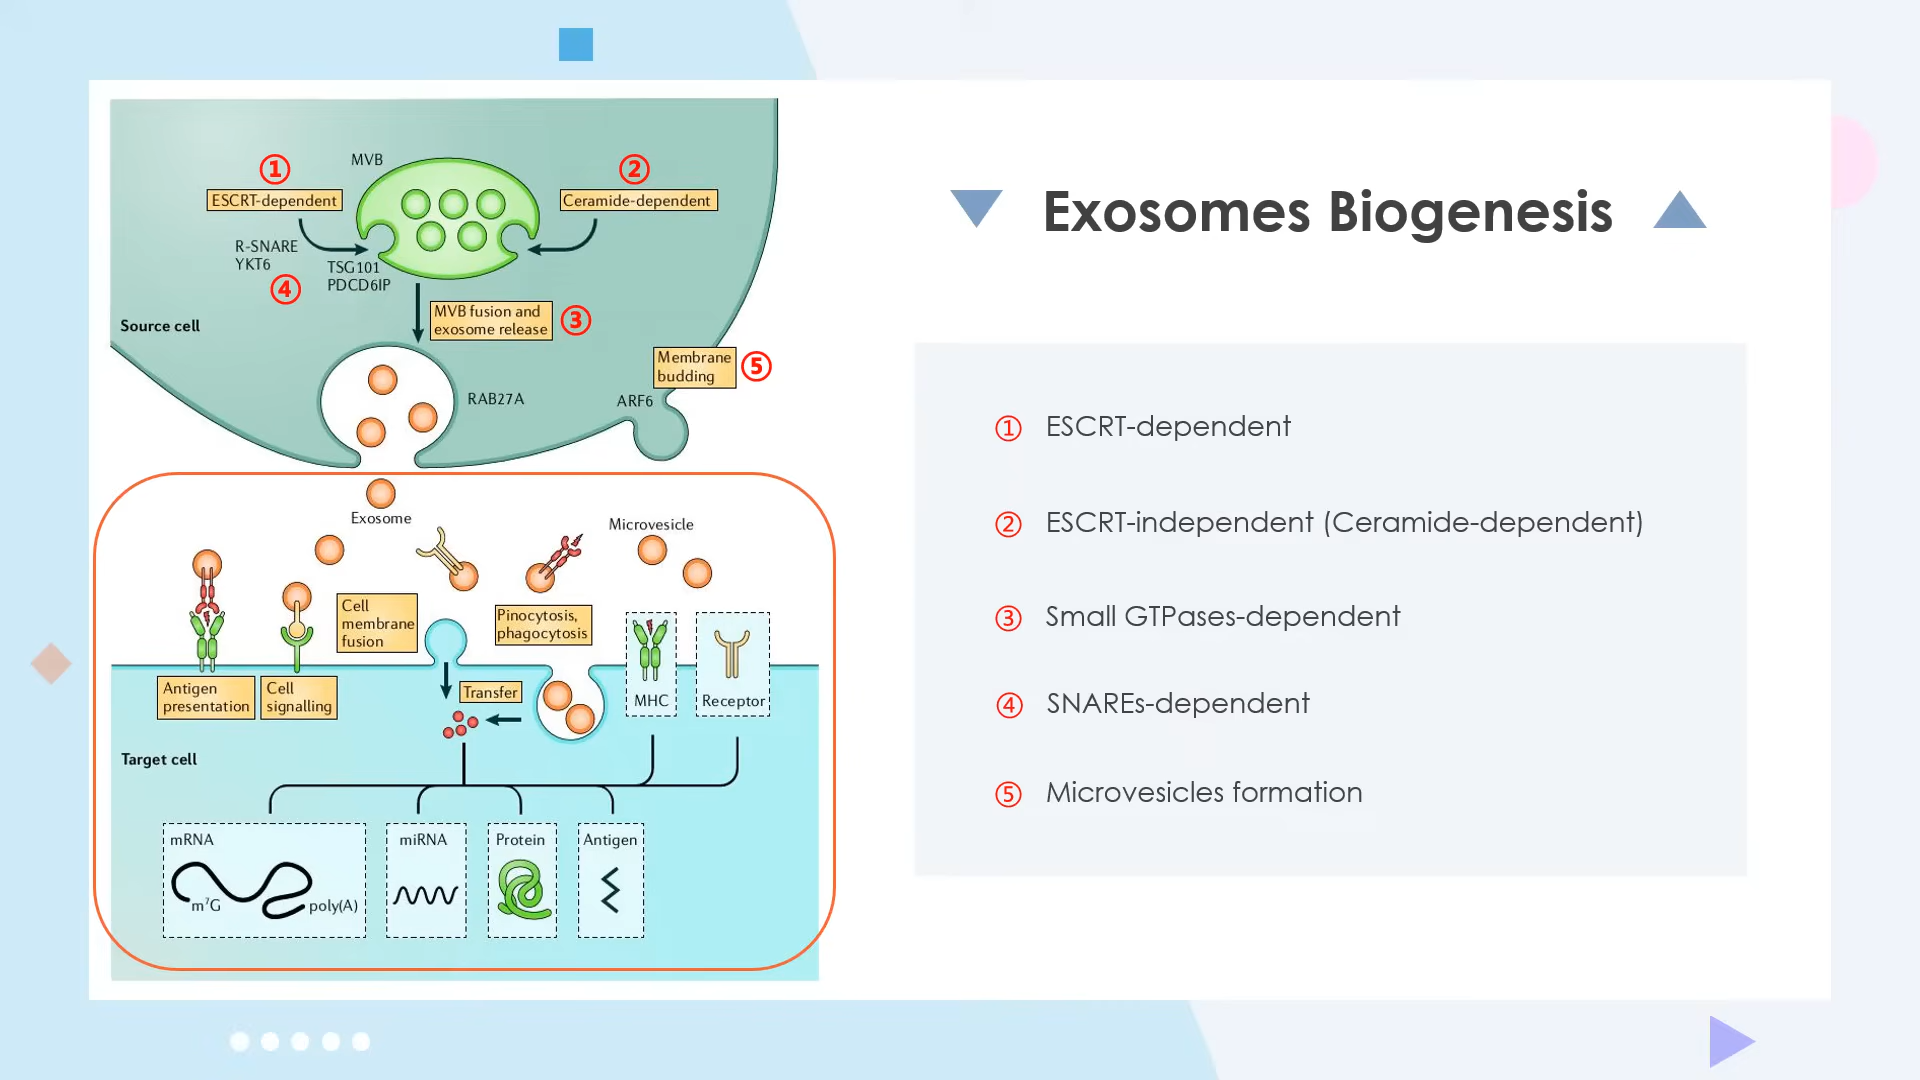 ①
②
MVB
ESCRT-dependent
Ceramide-dependent
R-SNARE
YKT6
TSG101
PDCD6IP
④
MVB fusion and
exosome release
③
Source cell
Membrane
budding
⑤
RAB27A
ARF6
Exosome
Microvesicle
Cell
membrane
fusion
Pinocytosis,
phagocytosis
Antigen
presentation
Cell
signalling
Transfer
MHC
Receptor
Target cell
mRNA
m⁷G
poly(A)
miRNA
Protein
Antigen
Exosomes Biogenesis
① ESCRT-dependent
② ESCRT-independent (Ceramide-dependent)
③ Small GTPases-dependent
④ SNAREs-dependent
⑤ Microvesicles formation